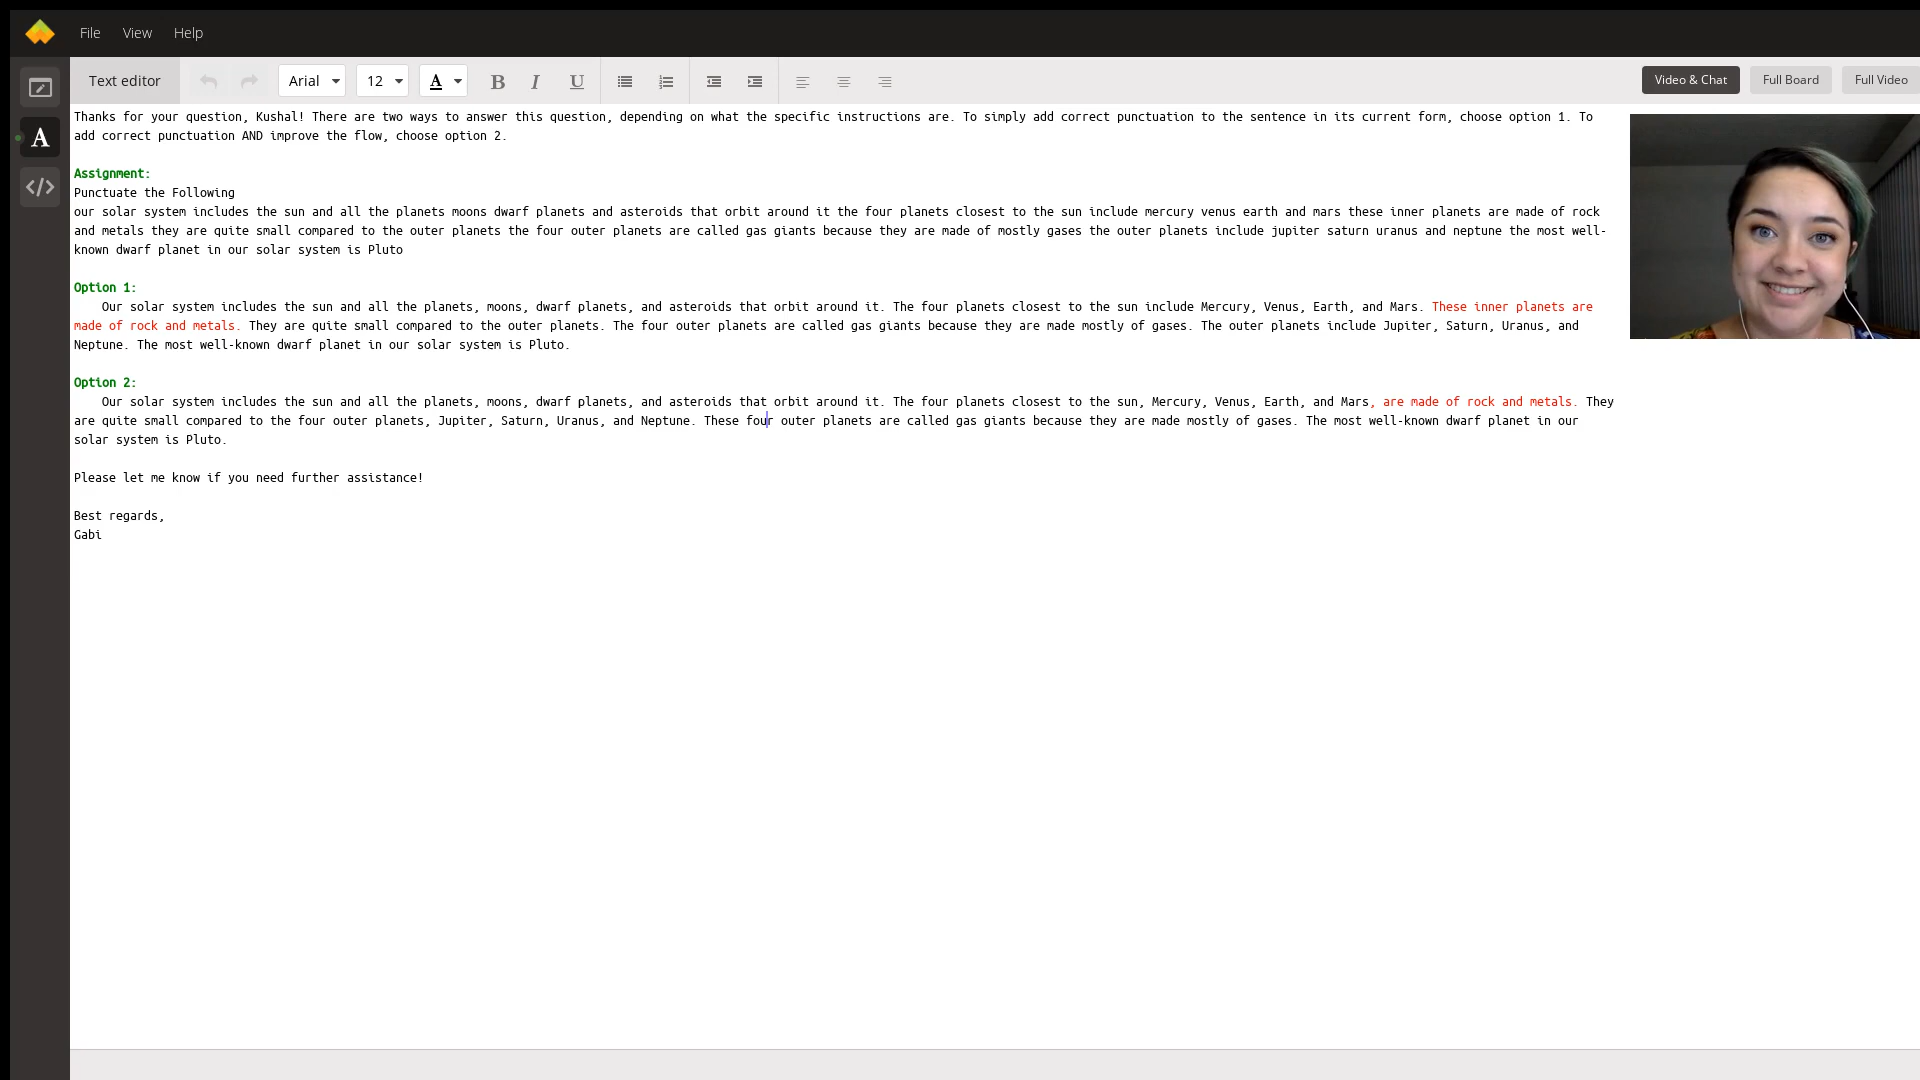 File View Help
Text editor Arial 12 A B I U Video & Chat Full Board Full Video
Thanks for your question, Kushal! There are two ways to answer this question, depending on what the specific instructions are. To simply add correct punctuation to the sentence in its current form, choose option 1. To
add correct punctuation AND improve the flow, choose option 2.
Assignment:
Punctuate the Following
our solar system includes the sun and all the planets moons dwarf planets and asteroids that orbit around it the four planets closest to the sun include mercury venus earth and mars these inner planets are made of rock
and metals they are quite small compared to the outer planets the four outer planets are called gas giants because they are made of mostly gases the outer planets include jupiter saturn uranus and neptune the most well-
known dwarf planet in our solar system is Pluto
Option 1:
Our solar system includes the sun and all the planets, moons, dwarf planets, and asteroids that orbit around it. The four planets closest to the sun include Mercury, Venus, Earth, and Mars. These inner planets are
made of rock and metals. They are quite small compared to the outer planets. The four outer planets are called gas giants because they are made mostly of gases. The outer planets include Jupiter, Saturn, Uranus, and
Neptune. The most well-known dwarf planet in our solar system is Pluto.
Option 2:
Our solar system includes the sun and all the planets, moons, dwarf planets, and asteroids that orbit around it. The four planets closest to the sun, Mercury, Venus, Earth, and Mars, are made of rock and metals. They
are quite small compared to the four outer planets, Jupiter, Saturn, Uranus, and Neptune. These four outer planets are called gas giants because they are made mostly of gases. The most well-known dwarf planet in our
solar system is Pluto.
Please let me know if you need further assistance!
Best regards,
Gabi